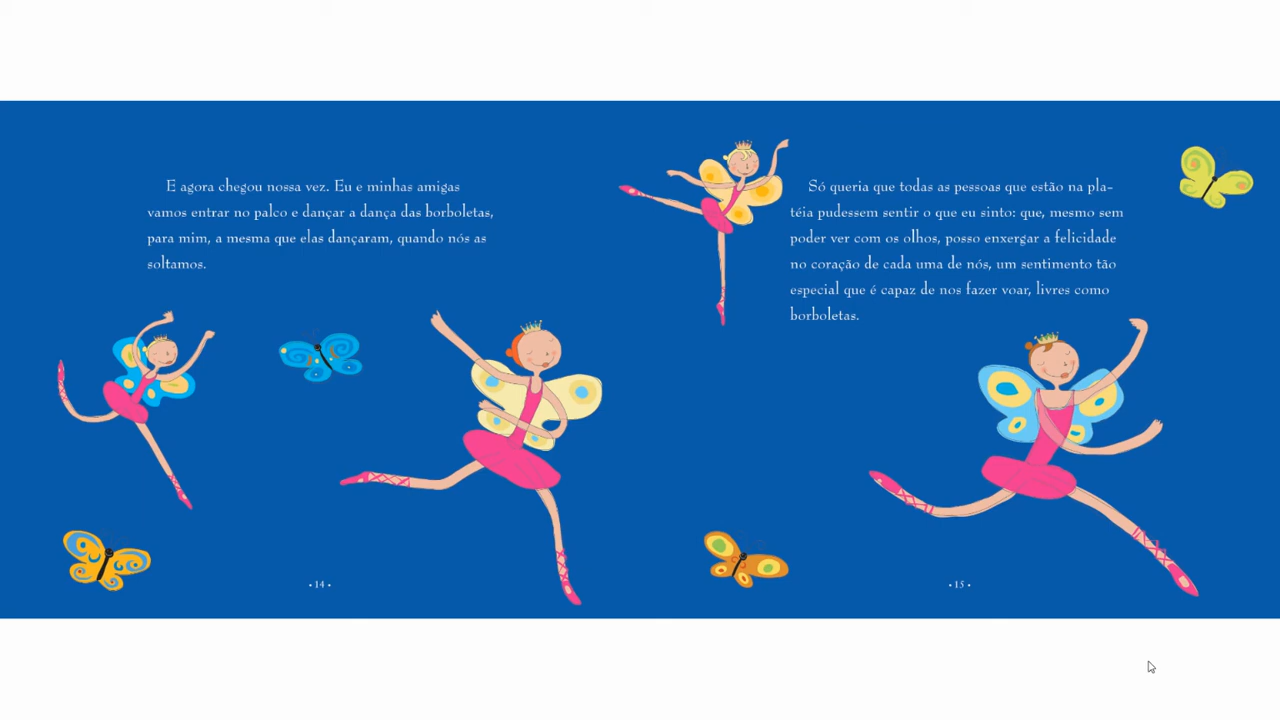 E agora chegou nossa vez. Eu e minhas amigas
vamos entrar no palco e dançar a dança das borboletas,
para mim, a mesma que elas dançaram, quando nós as
soltamos.
• 14 •
Só queria que todas as pessoas que estão na pla-
téia pudessem sentir o que eu sinto: que, mesmo sem
poder ver com os olhos, posso enxergar a felicidade
no coração de cada uma de nós, um sentimento tão
especial que é capaz de nos fazer voar, livres como
borboletas.
• 15 •